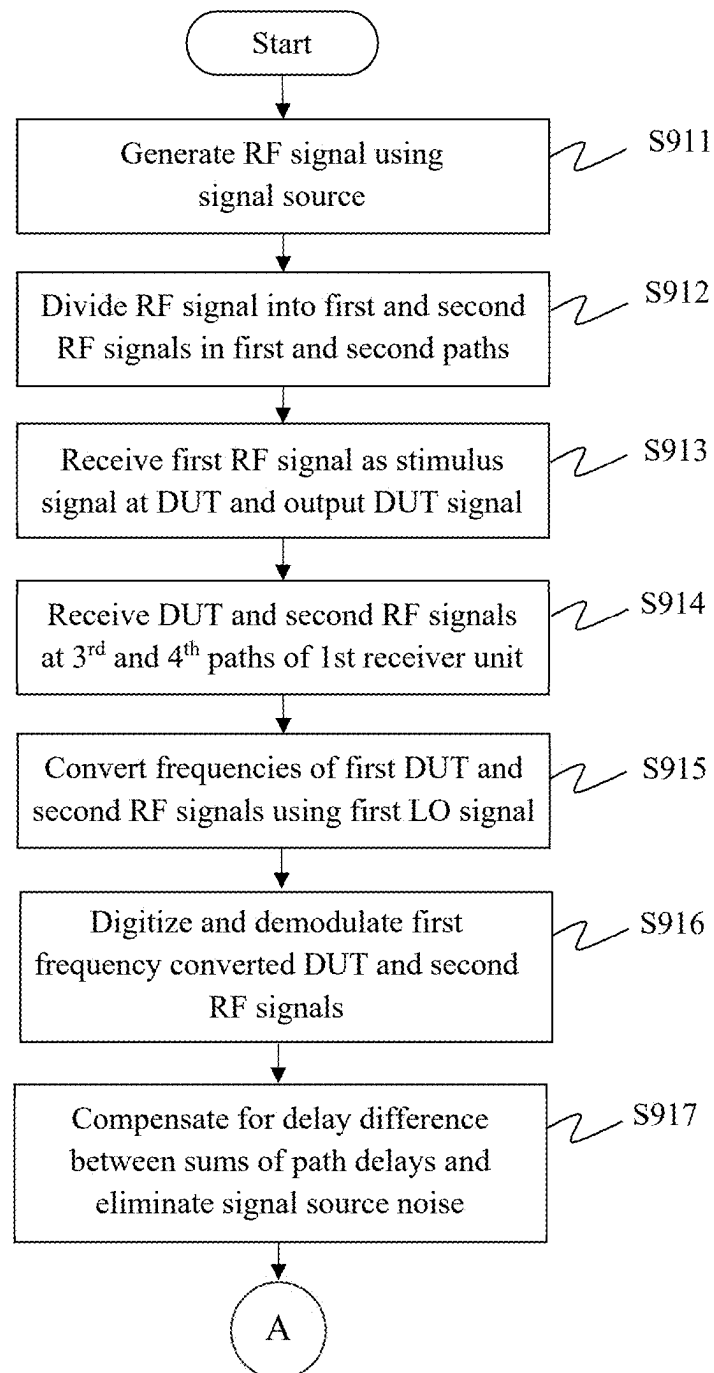 Start
Generate RF signal using
signal source
S911
Divide RF signal into first and second
RF signals in first and second paths
S912
Receive first RF signal as stimulus
signal at DUT and output DUT signal
S913
Receive DUT and second RF signals
at 3rd and 4th paths of 1st receiver unit
S914
Convert frequencies of first DUT and
second RF signals using first LO signal
S915
Digitize and demodulate first
frequency converted DUT and second
RF signals
S916
Compensate for delay difference
between sums of path delays and
eliminate signal source noise
S917
A